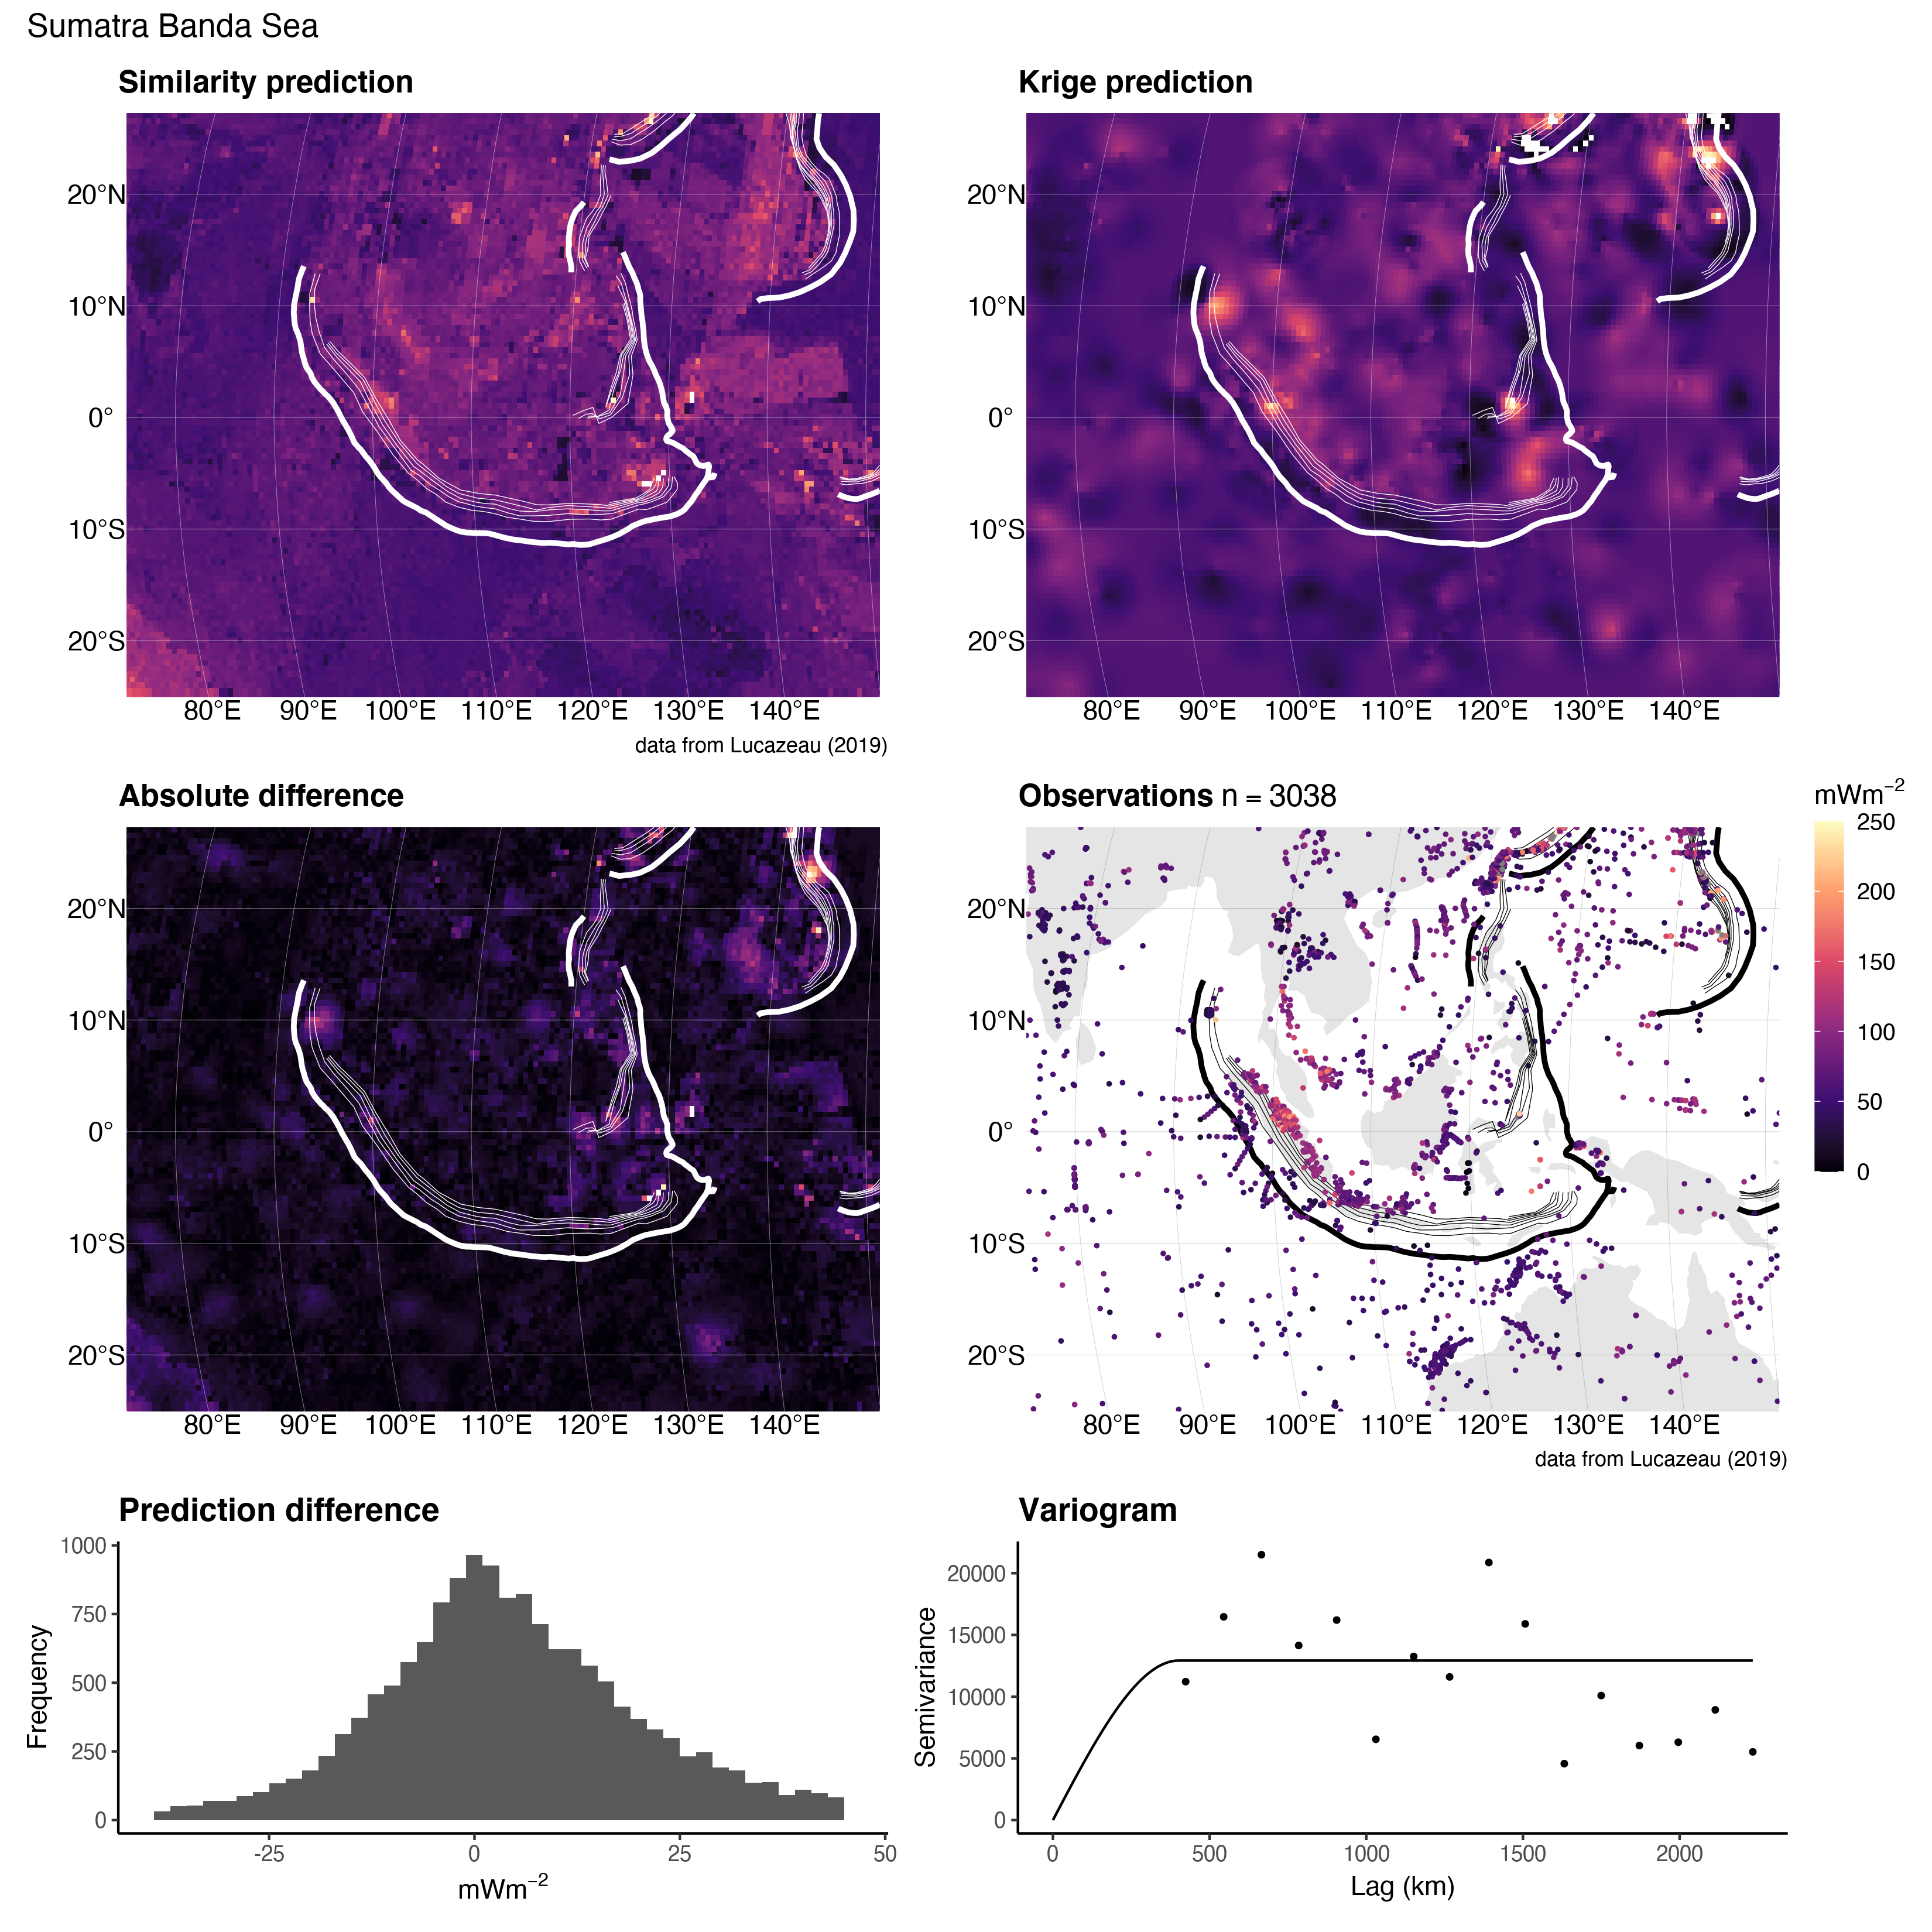 Sumatra Banda Sea
Similarity prediction
Krige prediction
20°N
10°N
0°
10°S
20°S
80°E 90°E 100°E 110°E 120°E 130°E 140°E
data from Lucazeau (2019)
20°N
10°N
0°
10°S
20°S
80°E 90°E 100°E 110°E 120°E 130°E 140°E
Absolute difference
20°N
10°N
0°
10°S
20°S
80°E 90°E 100°E 110°E 120°E 130°E 140°E
Observations n = 3038
20°N
10°N
0°
10°S
20°S
80°E 90°E 100°E 110°E 120°E 130°E 140°E
data from Lucazeau (2019)
mWm⁻²
250
200
150
100
50
0
Prediction difference
Frequency
1000
750
500
250
0
-25 0 25 50
mWm⁻²
Variogram
Semivariance
20000
15000
10000
5000
0
0 500 1000 1500 2000
Lag (km)